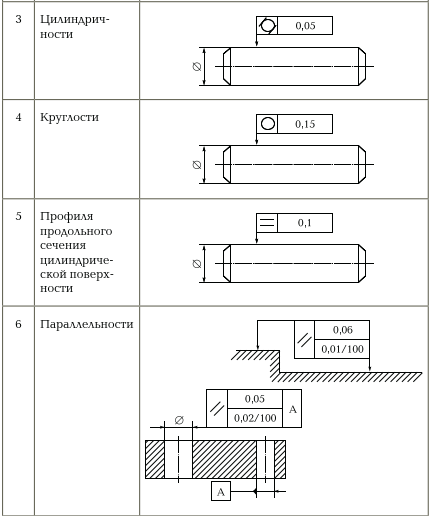 3 Цилиндрич-
ности
0,05
∅
4 Круглости
0,15
∅
5 Профиля
продольного
сечения
цилиндриче-
ской поверх-
ности
0,1
∅
6 Параллельности
0,06
0,01/100
0,05
0,02/100
А
∅
А